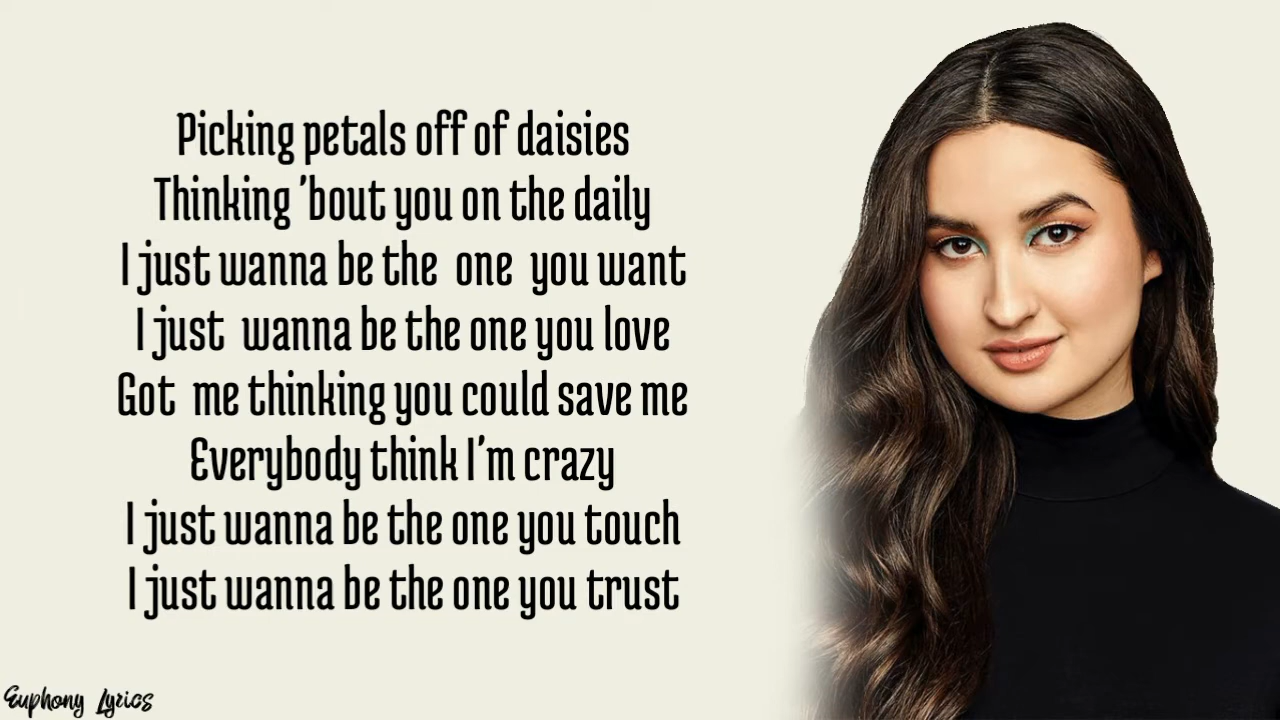 Picking petals off of daisies
Thinking 'bout you on the daily
I just wanna be the one you want
I just wanna be the one you love
Got me thinking you could save me
Everybody think I'm crazy
I just wanna be the one you touch
I just wanna be the one you trust
Euphony Lyrics